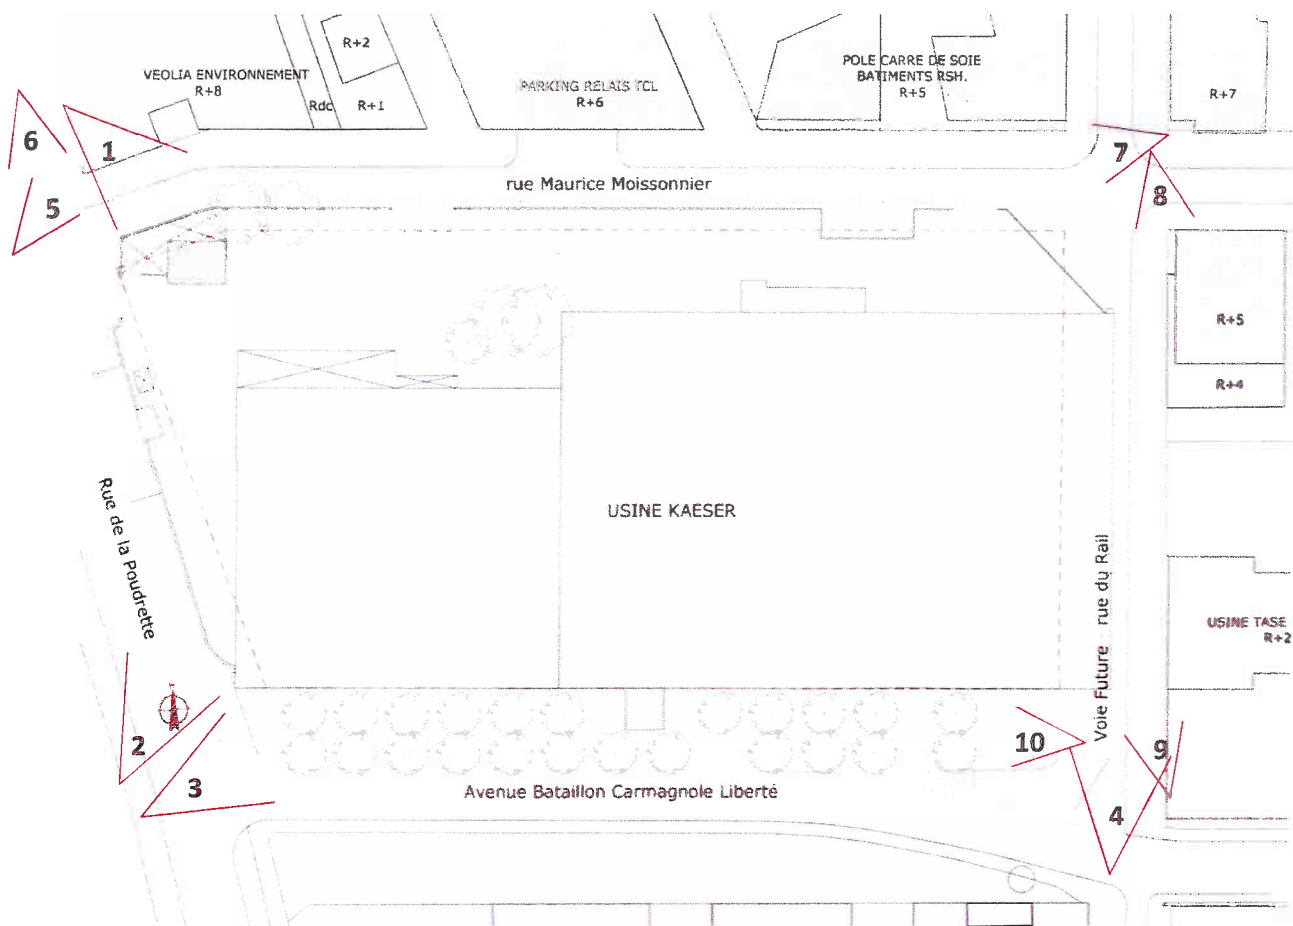 R+2
VEOLIA ENVIRONNEMENT
R+8
Rdc
R+1
PARKING RELAIS TCL
R+6
POLE CARRE DE SOIE
BATIMENTS RSH.
R+5
R+7
6
1
5
7
8
rue Maurice Moissonnier
R+5
R+4
USINE KAESER
Rue de la Poudrette
Voie Future : rue du Rail
USINE TASE
R+2
2
3
10
9
4
Avenue Bataillon Carmagnole Liberté